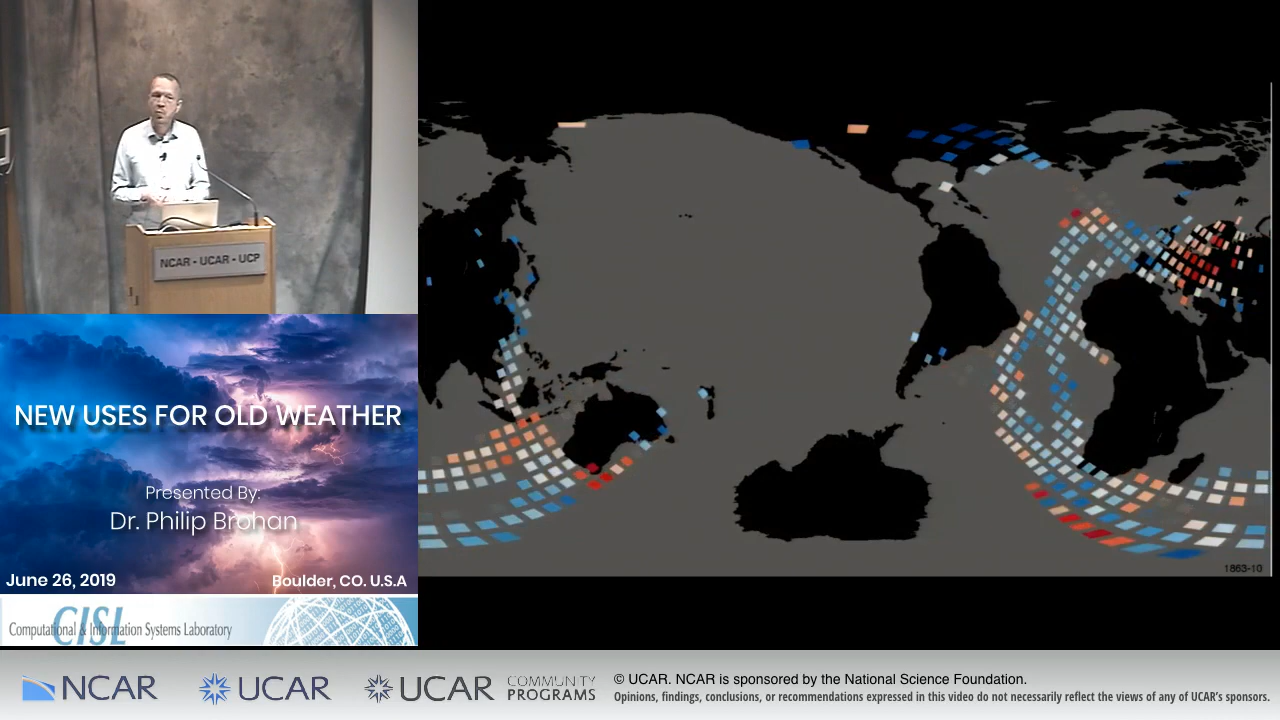 NCAR - UCAR - UCP
NEW USES FOR OLD WEATHER
Presented By:
Dr. Philip Brohan
June 26, 2019
Boulder, CO. U.S.A
CISL
Computational & Information Systems Laboratory
1863-10
NCAR
UCAR
UCAR
COMMUNITY
PROGRAMS
© UCAR. NCAR is sponsored by the National Science Foundation.
Opinions, findings, conclusions, or recommendations expressed in this video do not necessarily reflect the views of any of UCAR's sponsors.